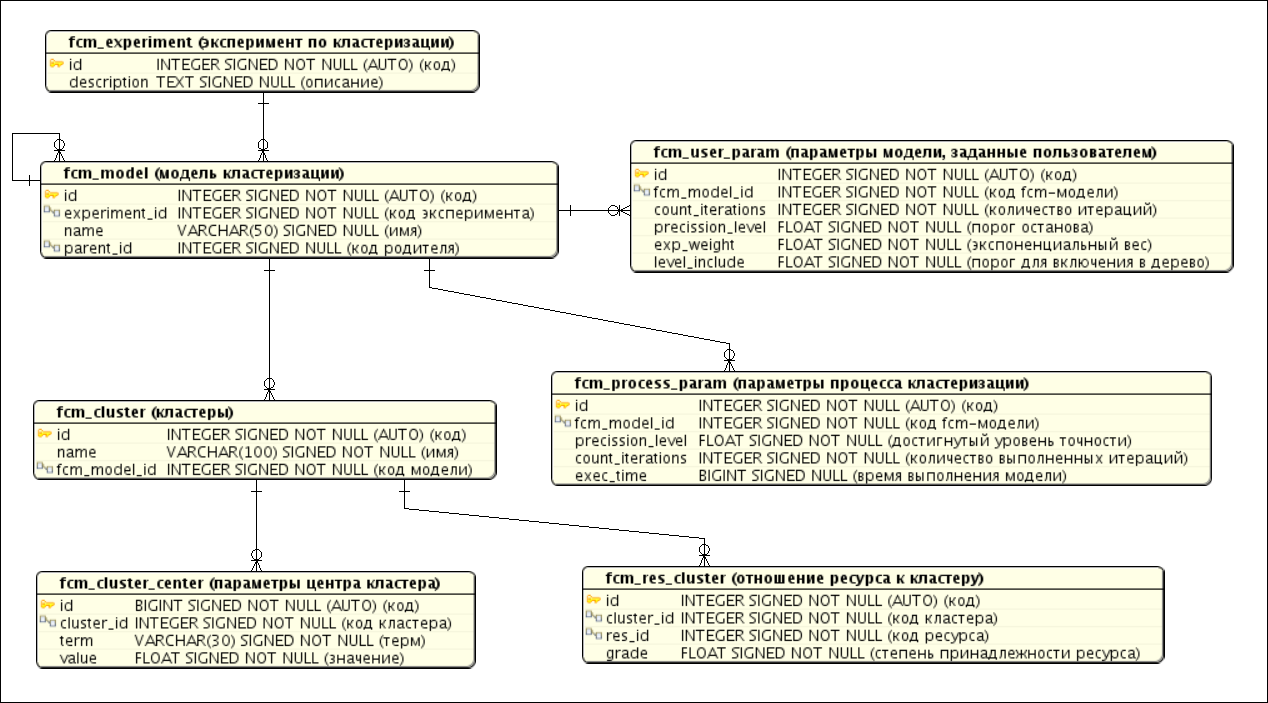 fcm_experiment (эксперимент по кластеризации)
id INTEGER SIGNED NOT NULL (AUTO) (код)
description TEXT SIGNED NULL (описание)
fcm_model (модель кластеризации)
id INTEGER SIGNED NOT NULL (AUTO) (код)
experiment_id INTEGER SIGNED NOT NULL (код эксперимента)
name VARCHAR(50) SIGNED NULL (имя)
parent_id INTEGER SIGNED NULL (код родителя)
fcm_user_param (параметры модели, заданные пользователем)
id INTEGER SIGNED NOT NULL (AUTO) (код)
fcm_model_id INTEGER SIGNED NOT NULL (код fcm-модели)
count_iterations INTEGER SIGNED NOT NULL (количество итераций)
precission_level FLOAT SIGNED NOT NULL (порог останова)
exp_weight FLOAT SIGNED NOT NULL (экспоненциальный вес)
level_include FLOAT SIGNED NOT NULL (порог для включения в дерево)
fcm_process_param (параметры процесса кластеризации)
id INTEGER SIGNED NOT NULL (AUTO) (код)
fcm_model_id INTEGER SIGNED NOT NULL (код fcm-модели)
precission_level FLOAT SIGNED NOT NULL (достигнутый уровень точности)
count_iterations INTEGER SIGNED NOT NULL (количество выполненных итераций)
exec_time BIGINT SIGNED NULL (время выполнения модели)
fcm_cluster (кластеры)
id INTEGER SIGNED NOT NULL (AUTO) (код)
name VARCHAR(100) SIGNED NOT NULL (имя)
fcm_model_id INTEGER SIGNED NOT NULL (код модели)
fcm_cluster_center (параметры центра кластера)
id BIGINT SIGNED NOT NULL (AUTO) (код)
cluster_id INTEGER SIGNED NOT NULL (код кластера)
term VARCHAR(30) SIGNED NOT NULL (терм)
value FLOAT SIGNED NOT NULL (значение)
fcm_res_cluster (отношение ресурса к кластеру)
id INTEGER SIGNED NOT NULL (AUTO) (код)
cluster_id INTEGER SIGNED NOT NULL (код кластера)
res_id INTEGER SIGNED NOT NULL (код ресурса)
grade FLOAT SIGNED NOT NULL (степень принадлежности ресурса)